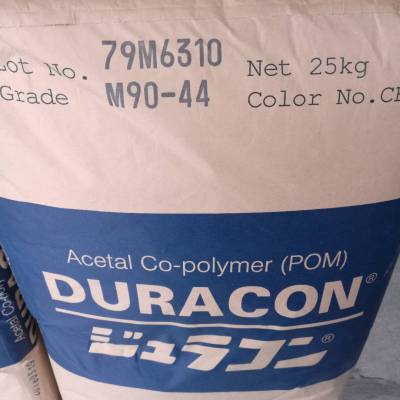 Lot No. 79M6310 Net 25kg
Grade M90-44 Color No.
Acetal Co-polymer (POM)
DURACON®
ジュラコン®
Acetal